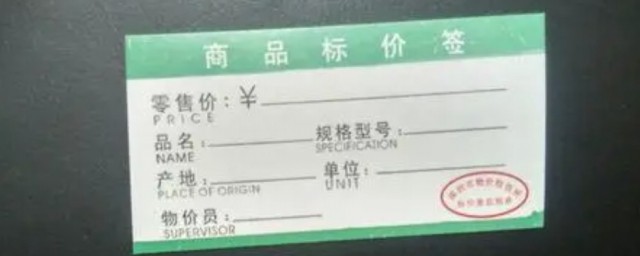 商品标价签
零售价：¥
PRICE
品名： 规格型号：
NAME SPECIFICATION
产地： 单位：
PLACE OF ORIGIN UNIT
物价员：
SUPERVISOR